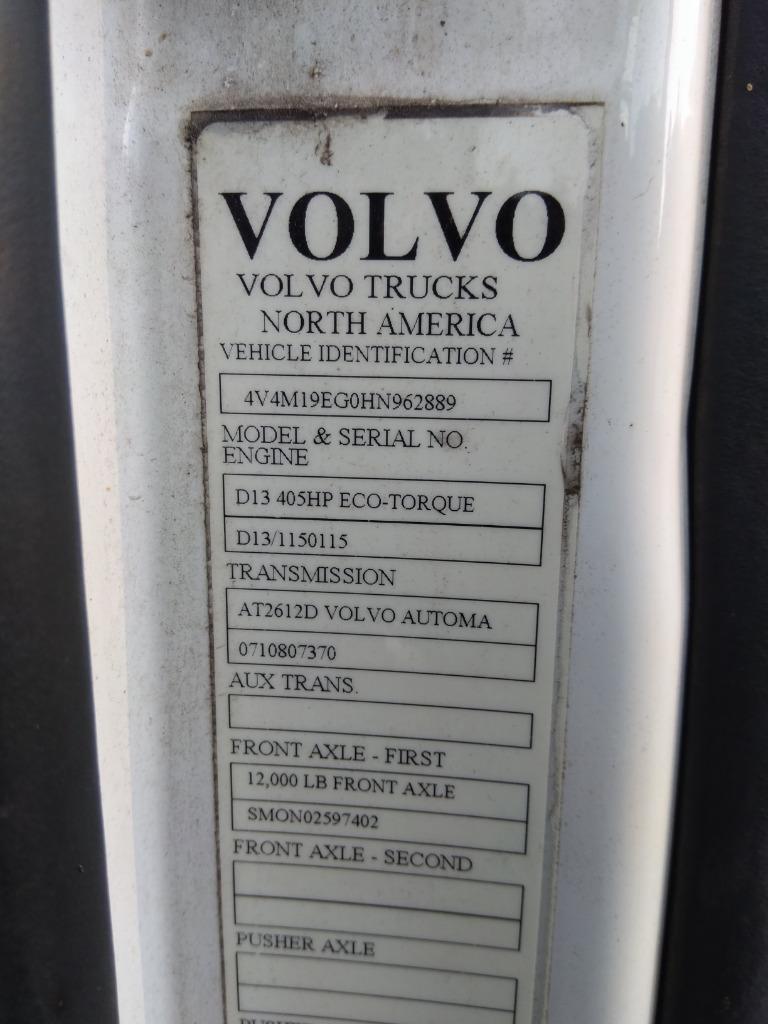 VOLVO
VOLVO TRUCKS
NORTH AMERICA
VEHICLE IDENTIFICATION #
4V4M19EG0HN962889
MODEL & SERIAL NO.
ENGINE
D13 405HP ECO-TORQUE
D13/1150115
TRANSMISSION
AT2612D VOLVO AUTOMA
0710807370
AUX TRANS.
FRONT AXLE - FIRST
12,000 LB FRONT AXLE
SMON02597402
FRONT AXLE - SECOND
PUSHER AXLE